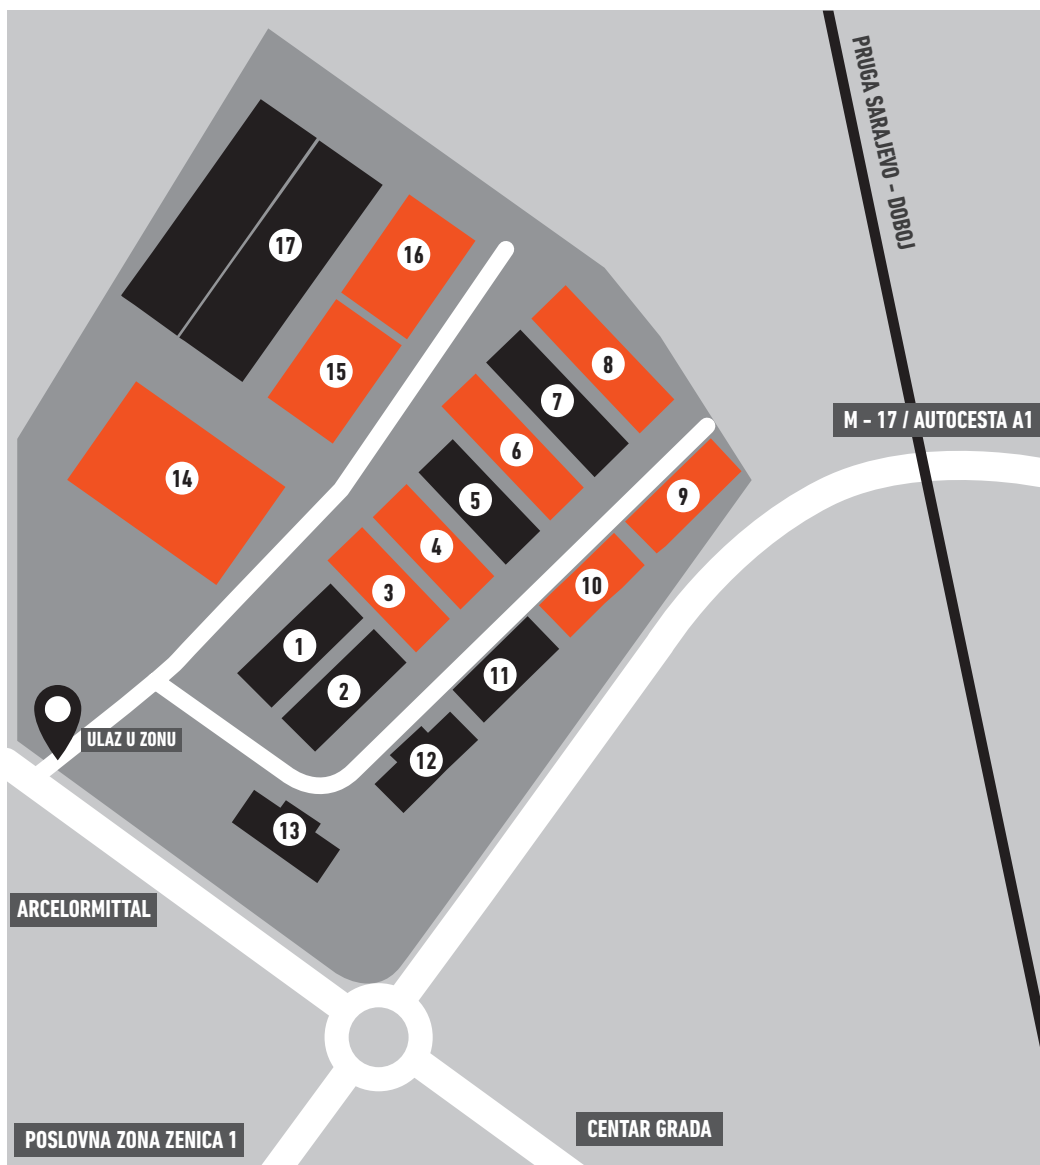 PRUGA SARAJEVO - DOBOJ
17
16
15
8
7
M - 17 / AUTOCESTA A1
6
14
5
9
4
3
10
1
11
2
ULAZ U ZONU
12
13
ARCELORMITTAL
POSLOVNA ZONA ZENICA 1
CENTAR GRADA